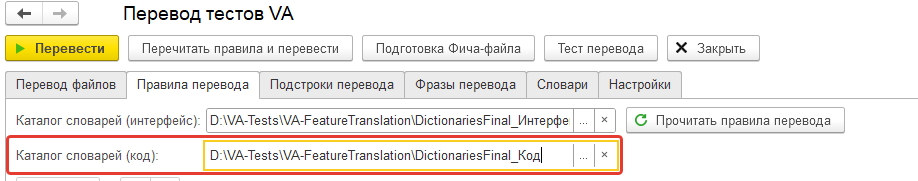 Перевод тестов VA
Перевести Перечитать правила и перевести Подготовка Фича-файла Тест перевода Закрыть
Перевод файлов Правила перевода Подстроки перевода Фразы перевода Словари Настройки
Каталог словарей (интерфейс): D:\VA-Tests\VA-FeatureTranslation\DictionariesFinal_Интерфе ... × Прочитать правила перевода
Каталог словарей (код): D:\VA-Tests\VA-FeatureTranslation\DictionariesFinal_Код ... ×